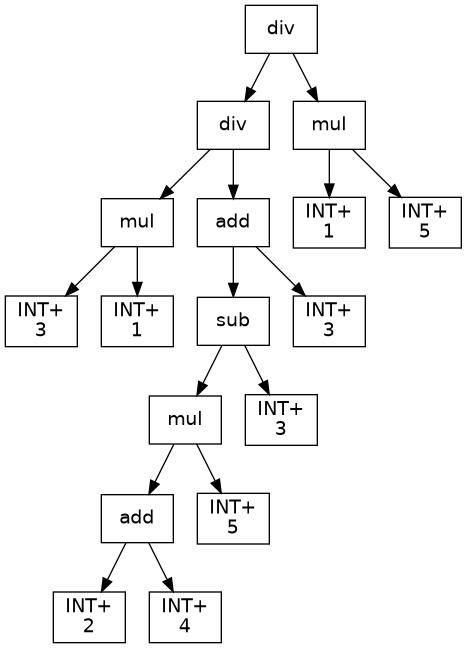 div
div
mul
mul
add
INT+
1
INT+
5
INT+
3
INT+
1
sub
INT+
3
mul
INT+
3
add
INT+
5
INT+
2
INT+
4